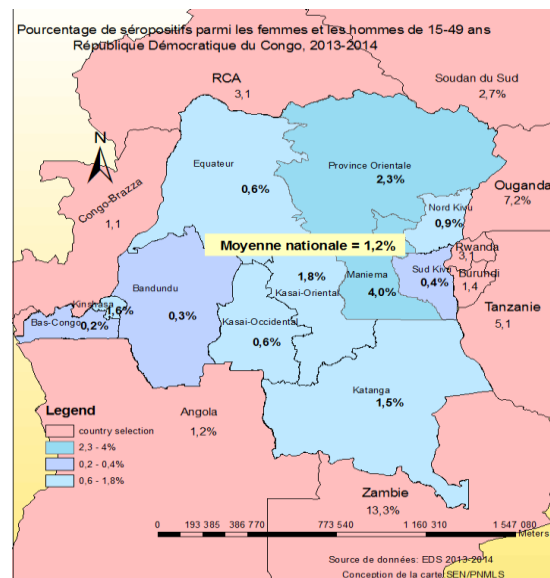 Pourcentage de séropositifs parmi les femmes et les hommes de 15-49 ans
République Démocratique du Congo, 2013-2014
RCA
3,1
Soudan du Sud
2,7%
N
Congo-Brazza
1,1
Equateur
0,6%
Province Orientale
2,3%
Ouganda
7,2%
Nord Kivu
0,9%
Moyenne nationale = 1,2%
Rwanda
3,1
Burundi
1,4
Sud Kivu
0,4%
Maniema
4,0%
1,8%
Kasai-Oriental
Bandundu
0,3%
Kinshasa
1,6%
Bas-Congo
0,2%
Kasai-Occidental
0,6%
Tanzanie
5,1
Katanga
1,5%
Angola
1,2%
Zambie
13,3%
Legend
country selection
2,3 - 4%
0,2 - 0,4%
0,6 - 1,8%
0 193 385 386 770 773 540 1 160 310 1 547 080
Meters
Source de données: EDS 2013-2014
Conception de la carte: SEN/PNMLS